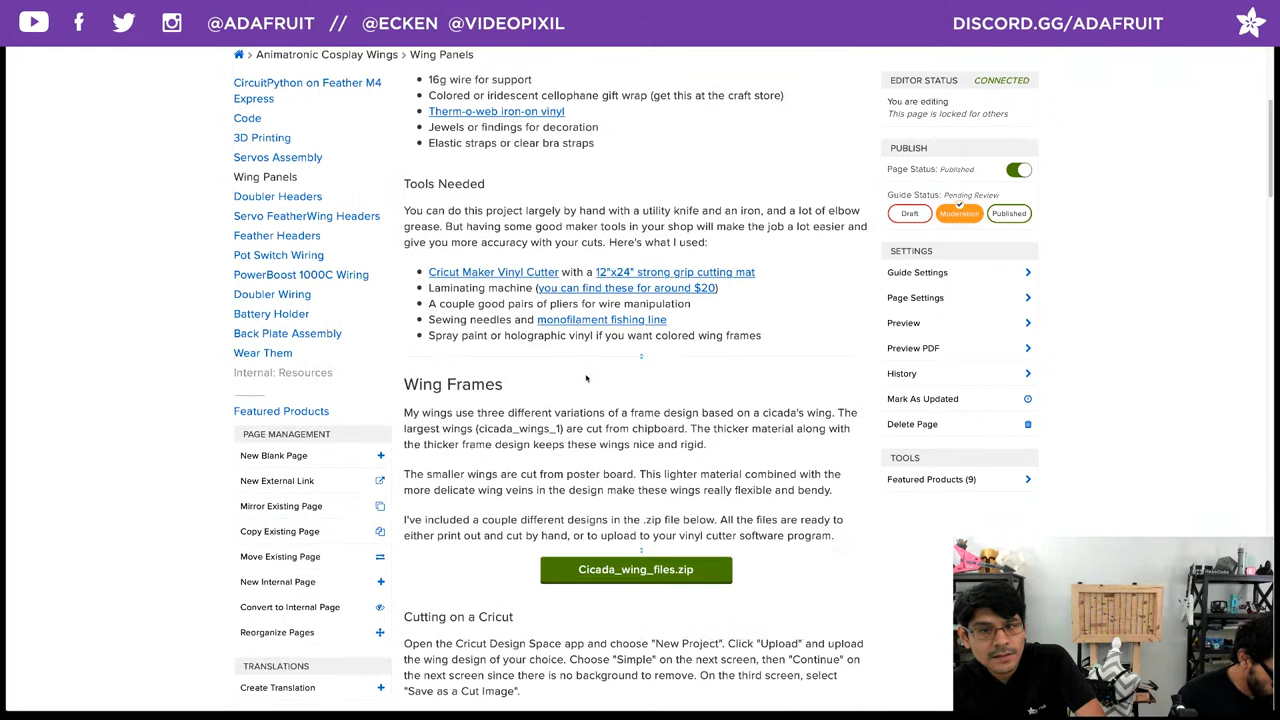 @ADAFRUIT // @ECKEN @VIDEOPIXIL
DISCORD.GG/ADAFRUIT
Animatronic Cosplay Wings > Wing Panels
CircuitPython on Feather M4
Express
Code
3D Printing
Servos Assembly
Wing Panels
Doubler Headers
Servo FeatherWing Headers
Feather Headers
Pot Switch Wiring
PowerBoost 1000C Wiring
Doubler Wiring
Battery Holder
Back Plate Assembly
Wear Them
Internal: Resources
Featured Products
PAGE MANAGEMENT
New Blank Page
New External Link
Mirror Existing Page
Copy Existing Page
Move Existing Page
New Internal Page
Convert to Internal Page
Reorganize Pages
TRANSLATIONS
Create Translation
• 16g wire for support
• Colored or iridescent cellophane gift wrap (get this at the craft store)
• Therm-o-web iron-on vinyl
• Jewels or findings for decoration
• Elastic straps or clear bra straps
Tools Needed
You can do this project largely by hand with a utility knife and an iron, and a lot of elbow
grease. But having some good maker tools in your shop will make the job a lot easier and
give you more accuracy with your cuts. Here's what I used:
• Cricut Maker Vinyl Cutter with a 12"x24" strong grip cutting mat
• Laminating machine (you can find these for around $20)
• A couple good pairs of pliers for wire manipulation
• Sewing needles and monofilament fishing line
• Spray paint or holographic vinyl if you want colored wing frames
Wing Frames
My wings use three different variations of a frame design based on a cicada's wing. The
largest wings (cicada_wings_1) are cut from chipboard. The thicker material along with
the thicker frame design keeps these wings nice and rigid.
The smaller wings are cut from poster board. This lighter material combined with the
more delicate wing veins in the design make these wings really flexible and bendy.
I've included a couple different designs in the .zip file below. All the files are ready to
either print out and cut by hand, or to upload to your vinyl cutter software program.
Cicada_wing_files.zip
Cutting on a Cricut
Open the Cricut Design Space app and choose "New Project". Click "Upload" and upload
the wing design of your choice. Choose "Simple" on the next screen, then "Continue" on
the next screen since there is no background to remove. On the third screen, select
"Save as a Cut Image".
EDITOR STATUS CONNECTED
You are editing
This page is locked for others
PUBLISH
Page Status: Published
Guide Status: Pending Review
Draft Moderation Published
SETTINGS
Guide Settings
Page Settings
Preview
Preview PDF
History
Mark As Updated
Delete Page
TOOLS
Featured Products (9)